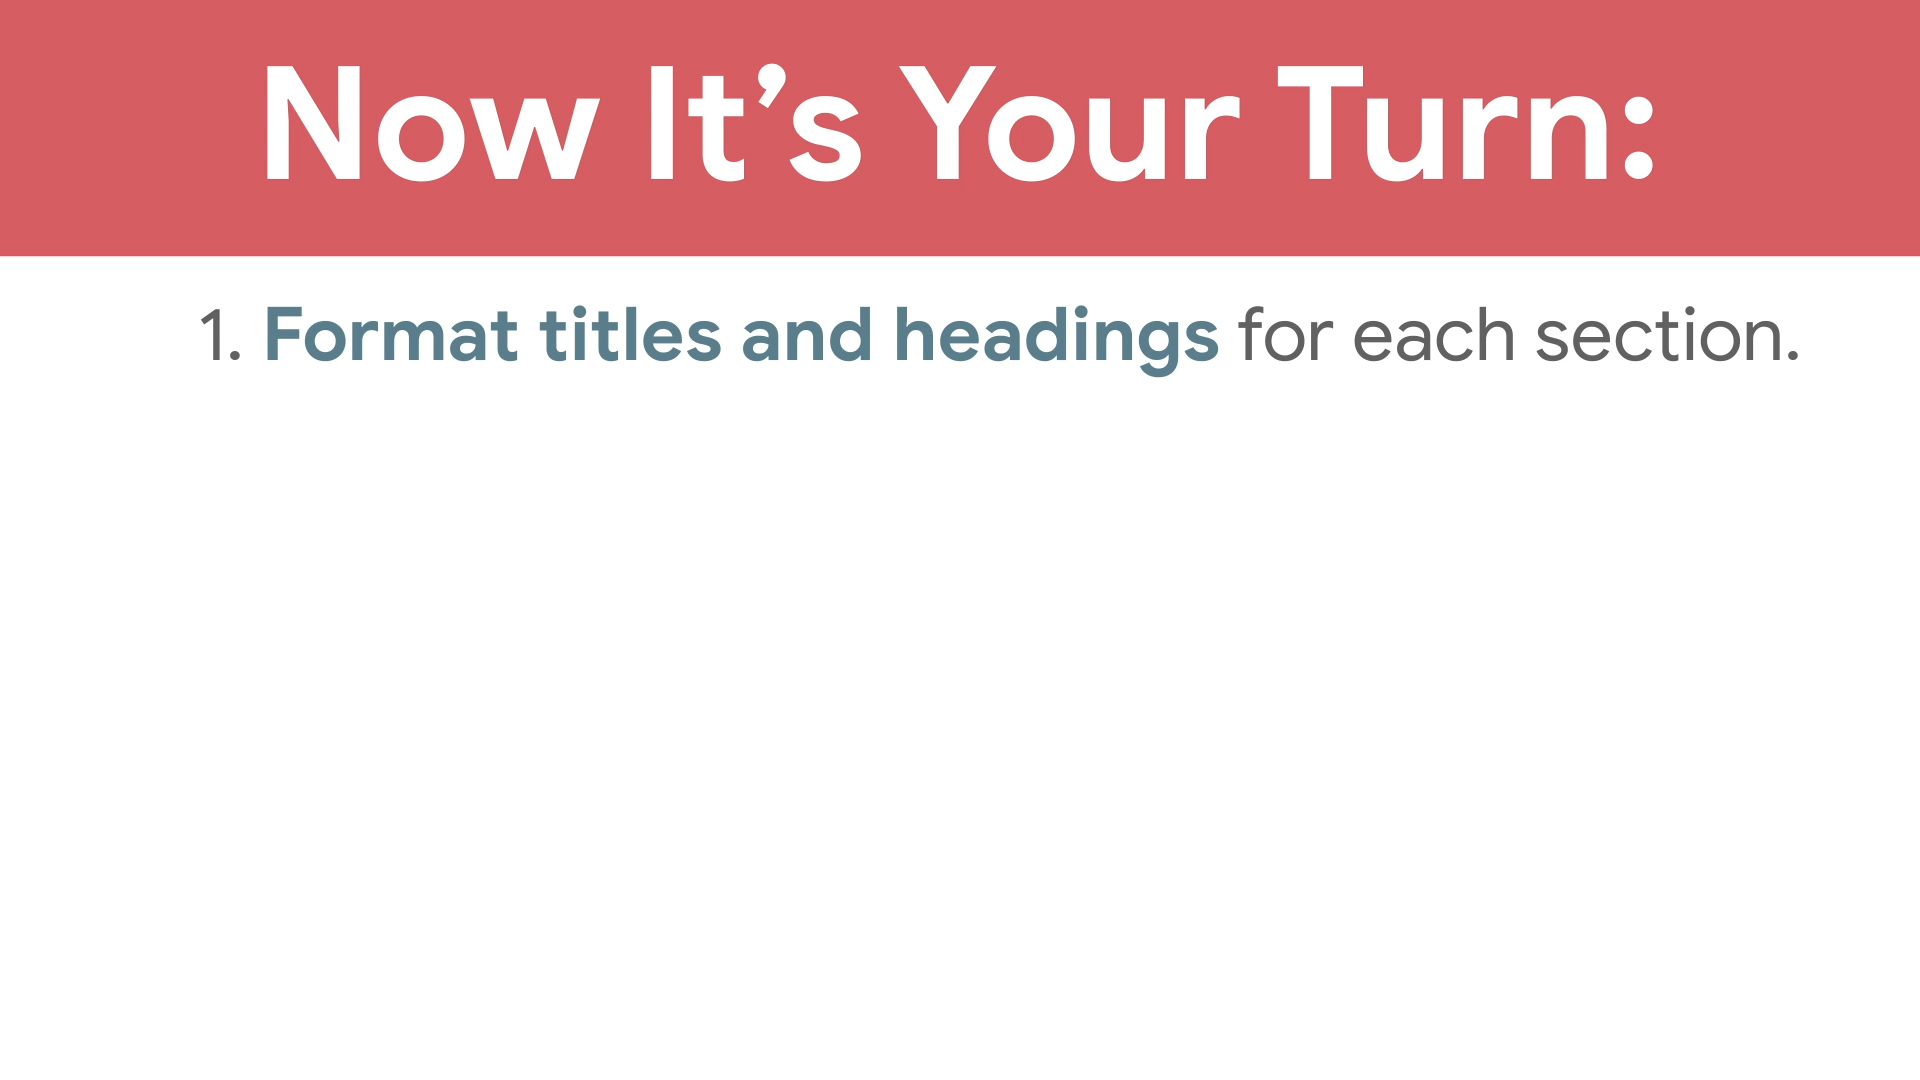 Now It’s Your Turn:
1. Format titles and headings for each section.